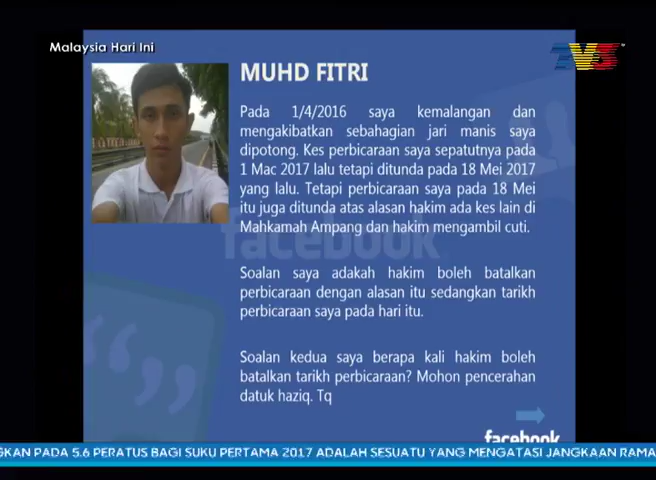 Malaysia Hari Ini
TV3
MUHD FITRI
Pada 1/4/2016 saya kemalangan dan
mengakibatkan sebahagian jari manis saya
dipotong. Kes perbicaraan saya sepatutnya pada
1 Mac 2017 lalu tetapi ditunda pada 18 Mei 2017
yang lalu. Tetapi perbicaraan saya pada 18 Mei
itu juga ditunda atas alasan hakim ada kes lain di
Mahkamah Ampang dan hakim mengambil cuti.
facebook
Soalan saya adakah hakim boleh batalkan
perbicaraan dengan alasan itu sedangkan tarikh
perbicaraan saya pada hari itu.
Soalan kedua saya berapa kali hakim boleh
batalkan tarikh perbicaraan? Mohon pencerahan
datuk haziq. Tq
facebook
GKAN PADA 5.6 PERATUS BAGI SUKU PERTAMA 2017 ADALAH SESUATU YANG MENGATASI JANGKAAN RAMA